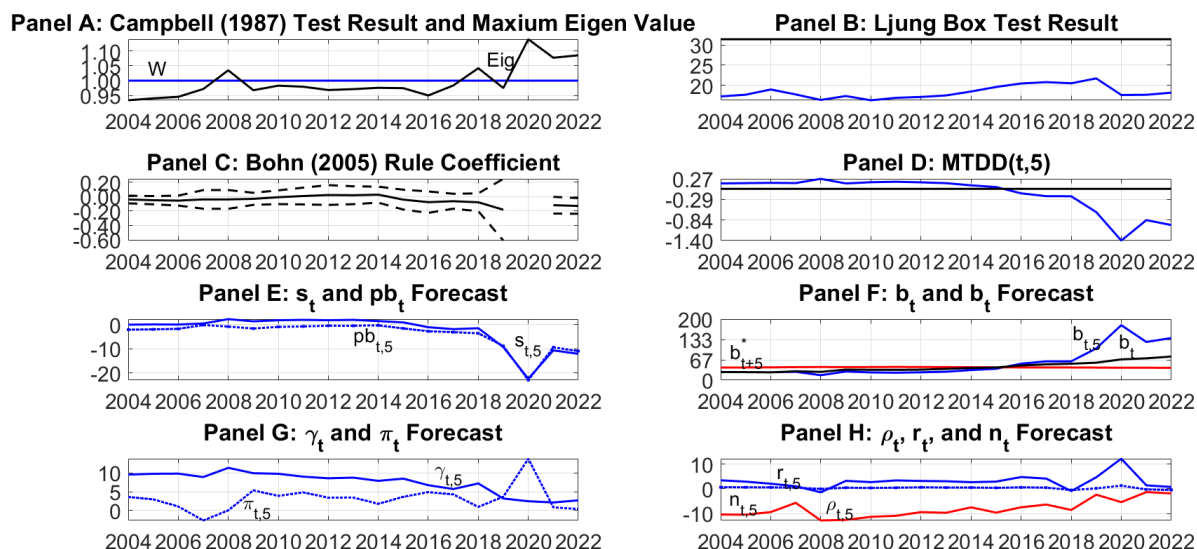 Panel A: Campbell (1987) Test Result and Maxium Eigen Value
1.10
1.05
1.00
0.95
W
Eig
2004 2006 2008 2010 2012 2014 2016 2018 2020 2022
Panel B: Ljung Box Test Result
30
25
20
2004 2006 2008 2010 2012 2014 2016 2018 2020 2022
Panel C: Bohn (2005) Rule Coefficient
0.20
0.00
-0.20
-0.40
-0.60
2004 2006 2008 2010 2012 2014 2016 2018 2020 2022
Panel D: MTDD(t,5)
0.27
-0.29
-0.84
-1.40
2004 2006 2008 2010 2012 2014 2016 2018 2020 2022
Panel E: s_t and pb_t Forecast
0
-10
-20
pb_t,5
s_t,5
2004 2006 2008 2010 2012 2014 2016 2018 2020 2022
Panel F: b_t and b_t Forecast
200
133
67
0
b*_t+5
b_t,5
b_t
2004 2006 2008 2010 2012 2014 2016 2018 2020 2022
Panel G: γ_t and π_t Forecast
10
5
0
γ_t,5
π_t,5
2004 2006 2008 2010 2012 2014 2016 2018 2020 2022
Panel H: ρ_t, r_t, and n_t Forecast
10
0
-10
r_t,5
n_t,5
ρ_t,5
2004 2006 2008 2010 2012 2014 2016 2018 2020 2022